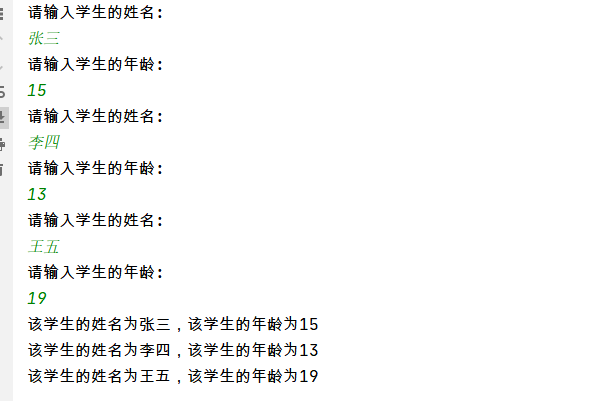 请输入学生的姓名:
张三
请输入学生的年龄:
15
请输入学生的姓名:
李四
请输入学生的年龄:
13
请输入学生的姓名:
王五
请输入学生的年龄:
19
该学生的姓名为张三，该学生的年龄为15
该学生的姓名为李四，该学生的年龄为13
该学生的姓名为王五，该学生的年龄为19